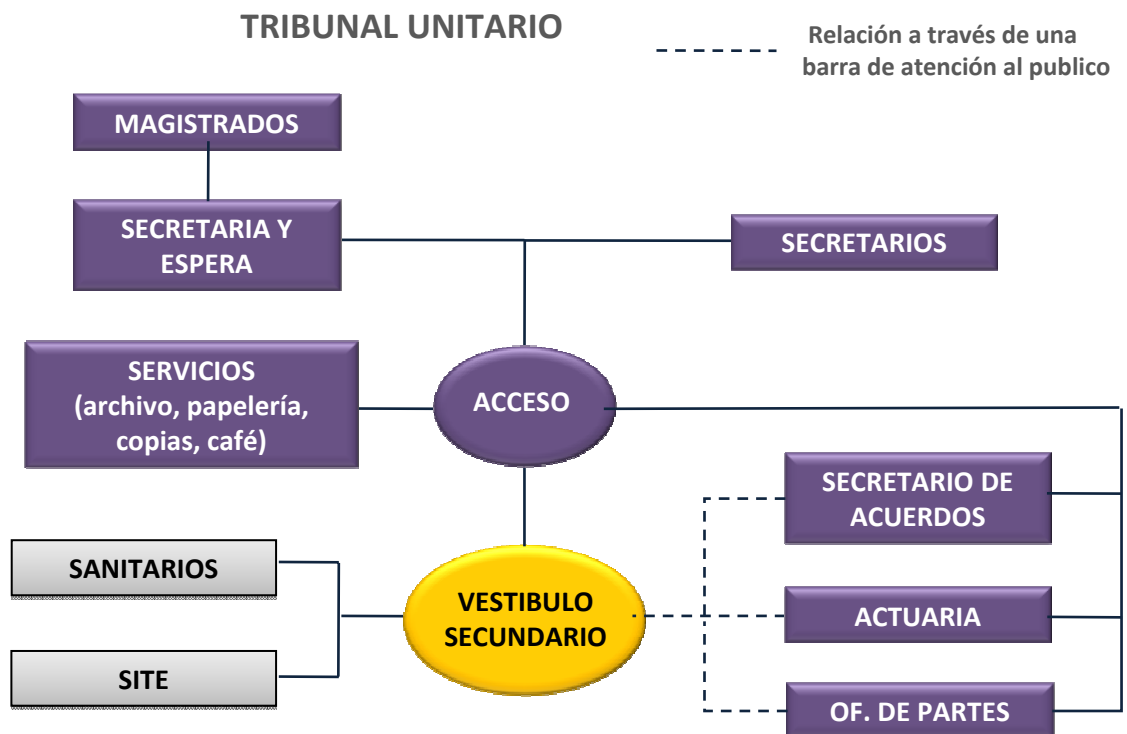 TRIBUNAL UNITARIO
Relación a través de una
barra de atención al publico
MAGISTRADOS
SECRETARIA Y
ESPERA
SECRETARIOS
SERVICIOS
(archivo, papelería,
copias, café)
ACCESO
SECRETARIO DE
ACUERDOS
SANITARIOS
VESTIBULO
SECUNDARIO
ACTUARIA
SITE
OF. DE PARTES